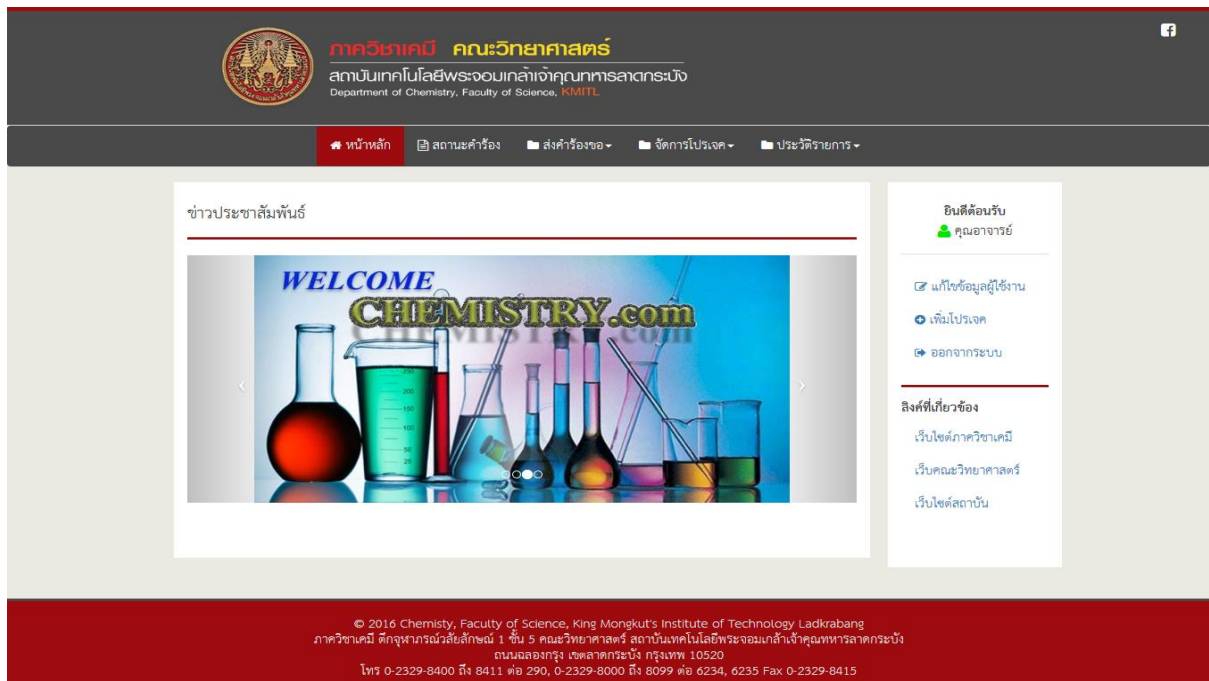 ภาควิชาเคมี คณะวิทยาศาสตร์
สถาบันเทคโนโลยีพระจอมเกล้าเจ้าคุณทหารลาดกระบัง
Department of Chemistry, Faculty of Science, KMITL
หน้าหลัก สถานะคำร้อง ส่งคำร้องขอ จัดการโปรเจค ประวัติรายการ
ข่าวประชาสัมพันธ์
WELCOME
CHEMISTRY.com
250
200
150
100
50
25
ยินดีต้อนรับ
คุณอาจารย์
แก้ไขข้อมูลผู้ใช้งาน
เพิ่มโปรเจค
ออกจากระบบ
ลิงค์ที่เกี่ยวข้อง
เว็บไซต์ภาควิชาเคมี
เว็บคณะวิทยาศาสตร์
เว็บไซต์สถาบัน
© 2016 Chemisty, Faculty of Science, King Mongkut's Institute of Technology Ladkrabang
ภาควิชาเคมี ตึกจุฬาภรณ์วลัยลักษณ์ 1 ชั้น 5 คณะวิทยาศาสตร์ สถาบันเทคโนโลยีพระจอมเกล้าเจ้าคุณทหารลาดกระบัง
ถนนฉลองกรุง เขตลาดกระบัง กรุงเทพ 10520
โทร 0-2329-8400 ถึง 8411 ต่อ 290, 0-2329-8000 ถึง 8099 ต่อ 6234, 6235 Fax 0-2329-8415